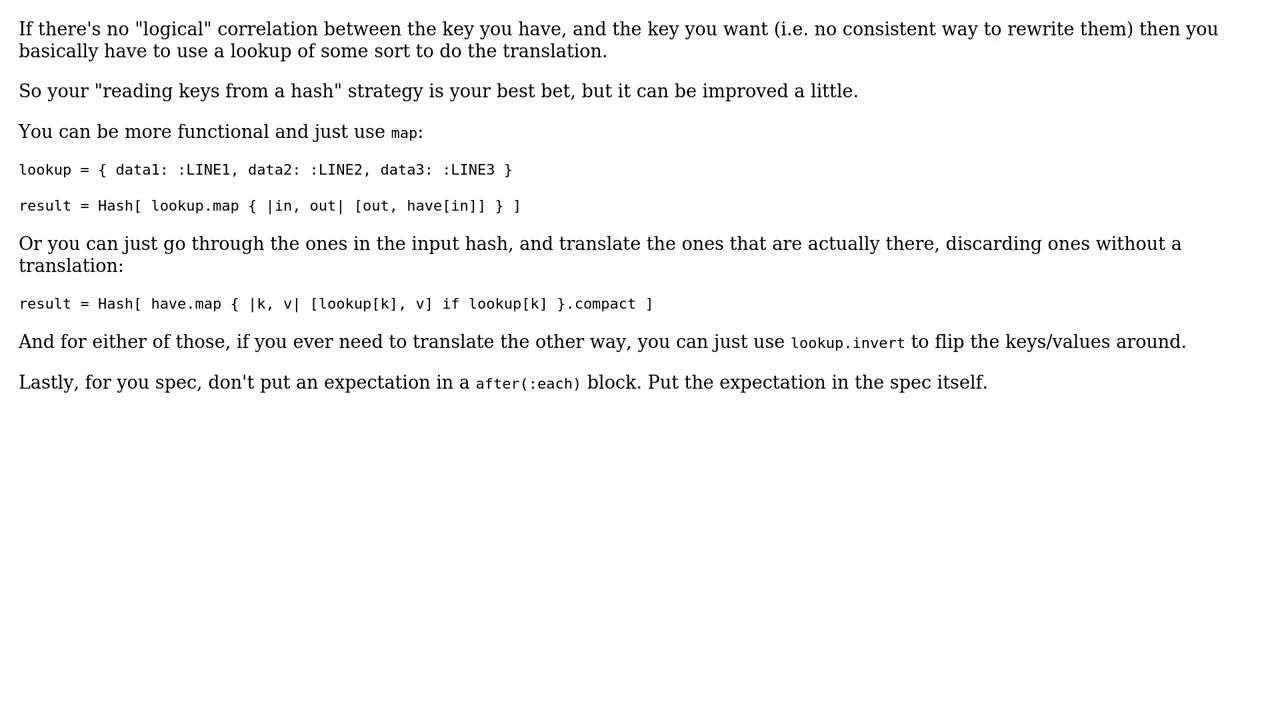 If there's no "logical" correlation between the key you have, and the key you want (i.e. no consistent way to rewrite them) then you
basically have to use a lookup of some sort to do the translation.
So your "reading keys from a hash" strategy is your best bet, but it can be improved a little.
You can be more functional and just use map:
lookup = { data1: :LINE1, data2: :LINE2, data3: :LINE3 }
result = Hash[ lookup.map { |in, out| [out, have[in]] } ]
Or you can just go through the ones in the input hash, and translate the ones that are actually there, discarding ones without a
translation:
result = Hash[ have.map { |k, v| [lookup[k], v] if lookup[k] }.compact ]
And for either of those, if you ever need to translate the other way, you can just use lookup.invert to flip the keys/values around.
Lastly, for you spec, don't put an expectation in a after(:each) block. Put the expectation in the spec itself.